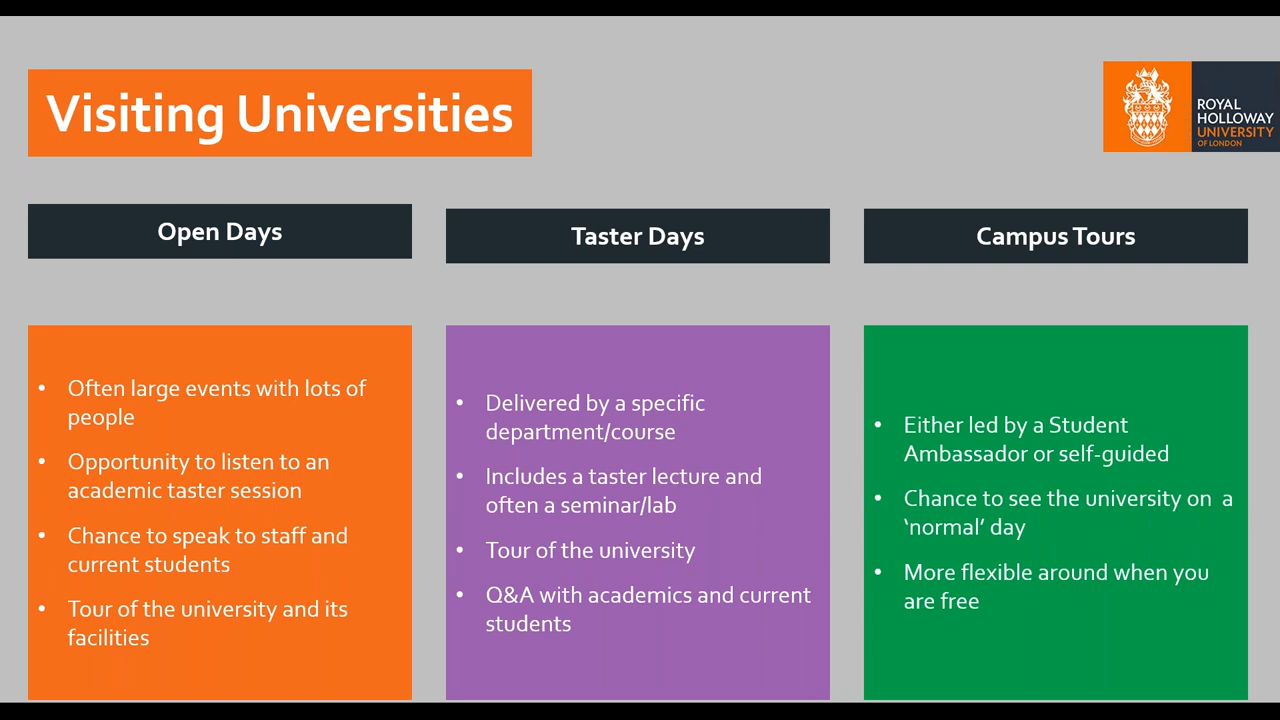 Visiting Universities
ROYAL
HOLLOWAY
UNIVERSITY
OF LONDON
Open Days
• Often large events with lots of
people
• Opportunity to listen to an
academic taster session
• Chance to speak to staff and
current students
• Tour of the university and its
facilities
Taster Days
• Delivered by a specific
department/course
• Includes a taster lecture and
often a seminar/lab
• Tour of the university
• Q&A with academics and current
students
Campus Tours
• Either led by a Student
Ambassador or self-guided
• Chance to see the university on a
‘normal’ day
• More flexible around when you
are free